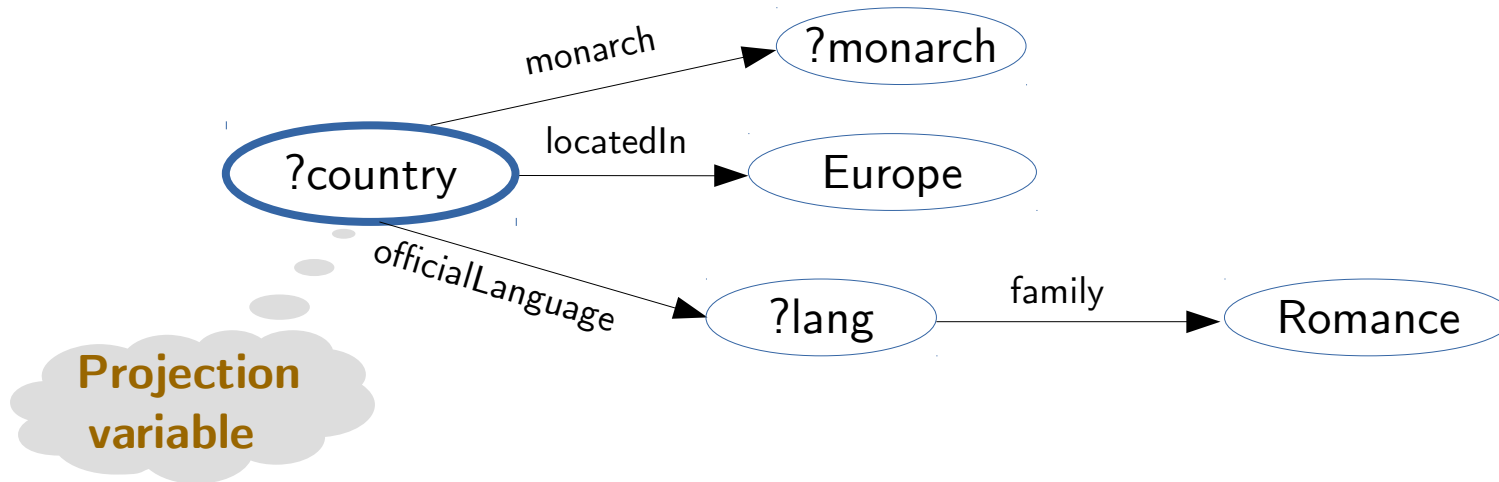 monarch
?monarch
locatedIn
?country
Europe
officialLanguage
?lang
family
Romance
Projection
variable